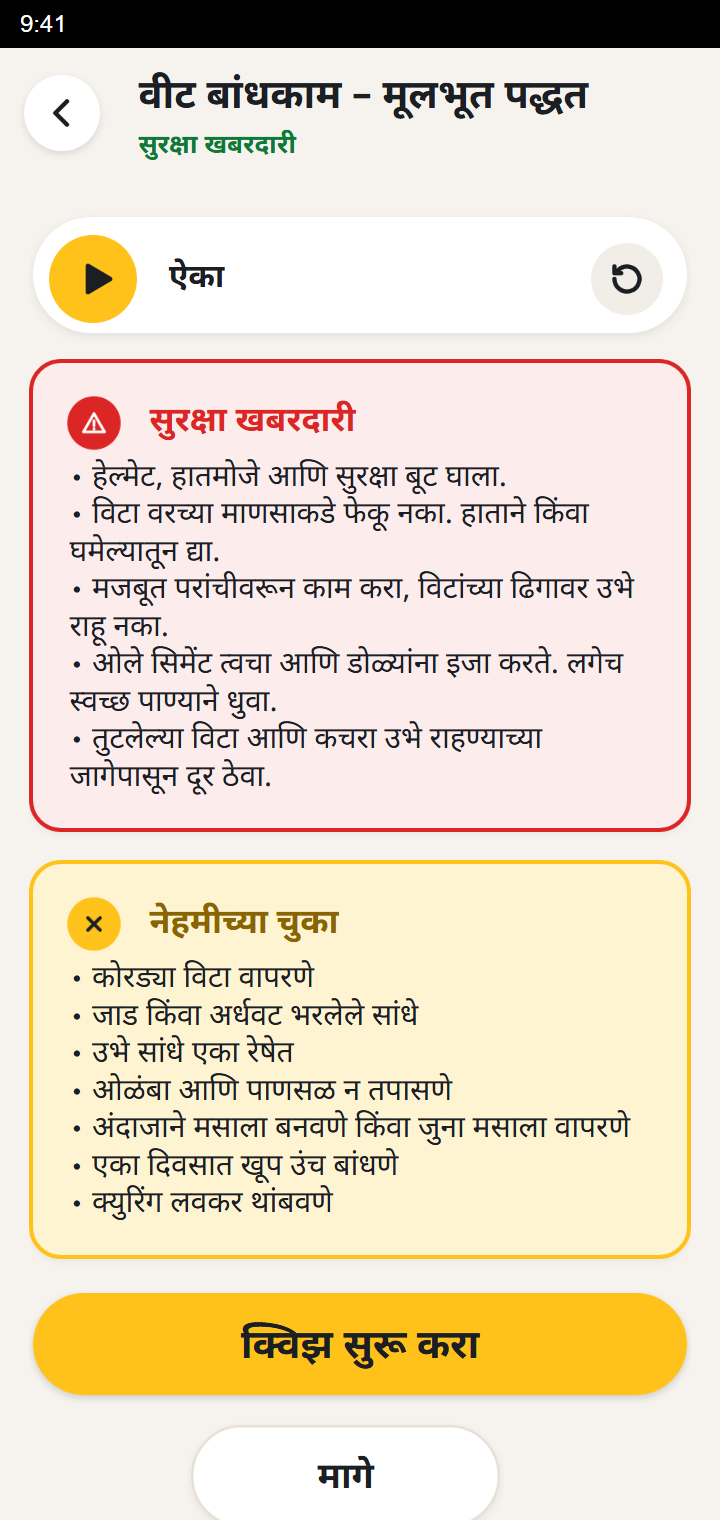 9:41
वीट बांधकाम – मूलभूत पद्धत
सुरक्षा खबरदारी
ऐका
सुरक्षा खबरदारी
• हेल्मेट, हातमोजे आणि सुरक्षा बूट घाला.
• विटा वरच्या माणसाकडे फेकू नका. हाताने किंवा
घमेल्यातून द्या.
• मजबूत परांचीवरून काम करा, विटांच्या ढिगावर उभे
राहू नका.
• ओले सिमेंट त्वचा आणि डोळ्यांना इजा करते. लगेच
स्वच्छ पाण्याने धुवा.
• तुटलेल्या विटा आणि कचरा उभे राहण्याच्या
जागेपासून दूर ठेवा.
नेहमीच्या चुका
• कोरड्या विटा वापरणे
• जाड किंवा अर्धवट भरलेले सांधे
• उभे सांधे एका रेषेत
• ओळंबा आणि पाणसळ न तपासणे
• अंदाजाने मसाला बनवणे किंवा जुना मसाला वापरणे
• एका दिवसात खूप उंच बांधणे
• क्युरिंग लवकर थांबवणे
क्विझ सुरू करा
मागे